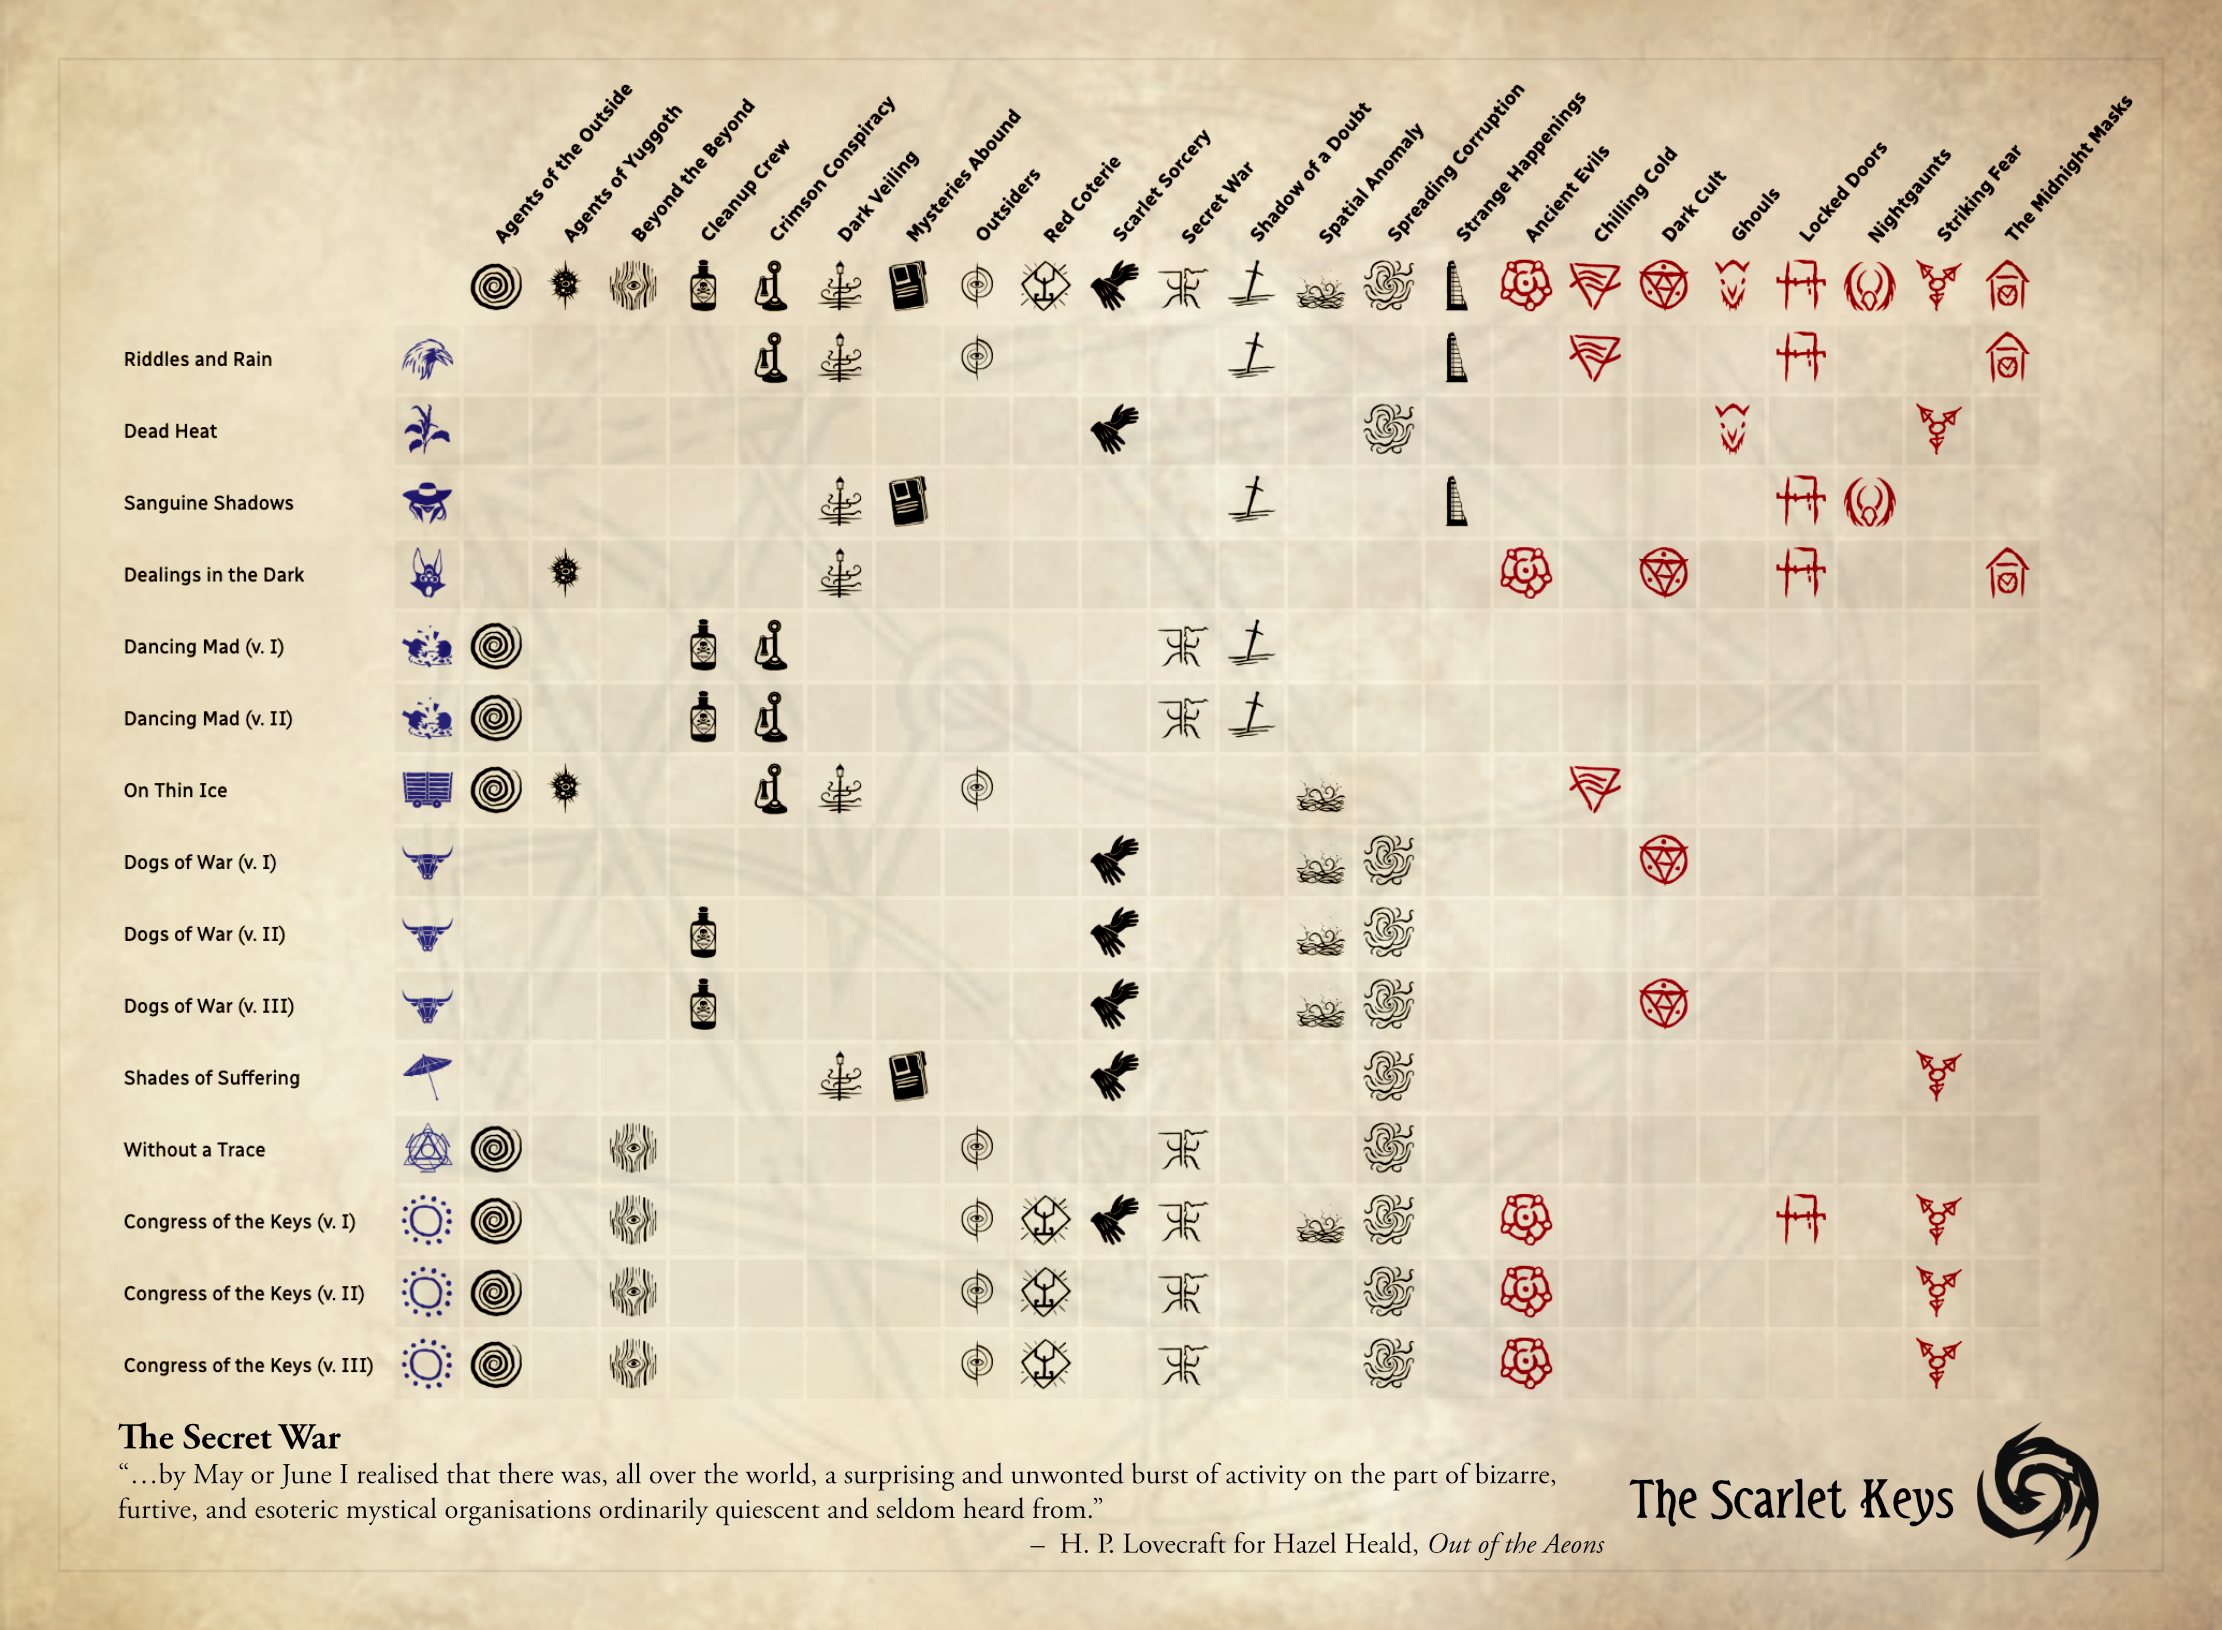 Agents of the Outside
Agents of Yuggoth
Beyond the Beyond
Cleanup Crew
Crimson Conspiracy
Dark Veiling
Mysteries Abound
Outsiders
Red Coterie
Scarlet Sorcery
Secret War
Shadow of a Doubt
Spatial Anomaly
Spreading Corruption
Strange Happenings
Ancient Evils
Chilling Cold
Dark Cult
Ghouls
Locked Doors
Nightgaunts
Striking Fear
The Midnight Masks
Riddles and Rain
Dead Heat
Sanguine Shadows
Dealings in the Dark
Dancing Mad (v. I)
Dancing Mad (v. II)
On Thin Ice
Dogs of War (v. I)
Dogs of War (v. II)
Dogs of War (v. III)
Shades of Suffering
Without a Trace
Congress of the Keys (v. I)
Congress of the Keys (v. II)
Congress of the Keys (v. III)
The Secret War
“…by May or June I realised that there was, all over the world, a surprising and unwonted burst of activity on the part of bizarre,
furtive, and esoteric mystical organisations ordinarily quiescent and seldom heard from.”
– H. P. Lovecraft for Hazel Heald, Out of the Aeons
The Scarlet Keys